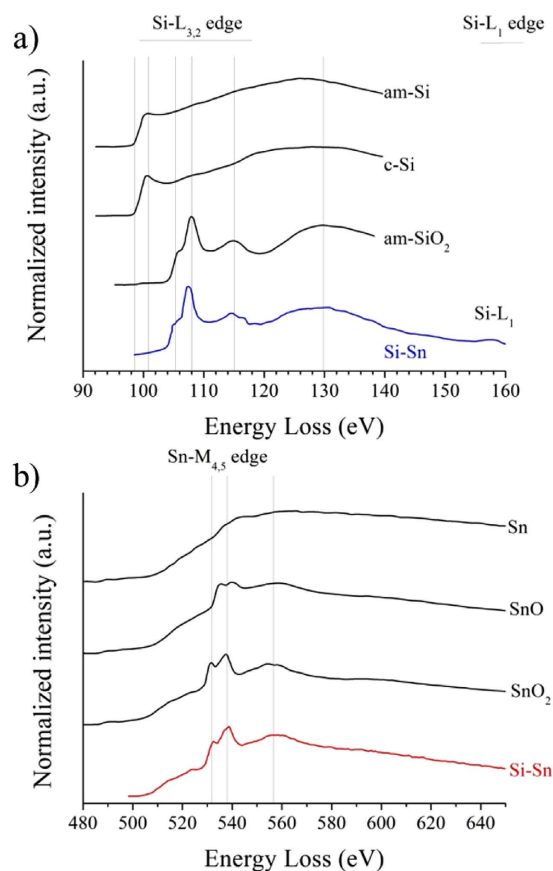 a)
Si-L₃,₂ edge
Si-L₁ edge
Normalized intensity (a.u.)
am-Si
c-Si
am-SiO₂
Si-L₁
Si-Sn
90 100 110 120 130 140 150 160
Energy Loss (eV)
b)
Sn-M₄,₅ edge
Normalized intensity (a.u.)
Sn
SnO
SnO₂
Si-Sn
480 500 520 540 560 580 600 620 640
Energy Loss (eV)